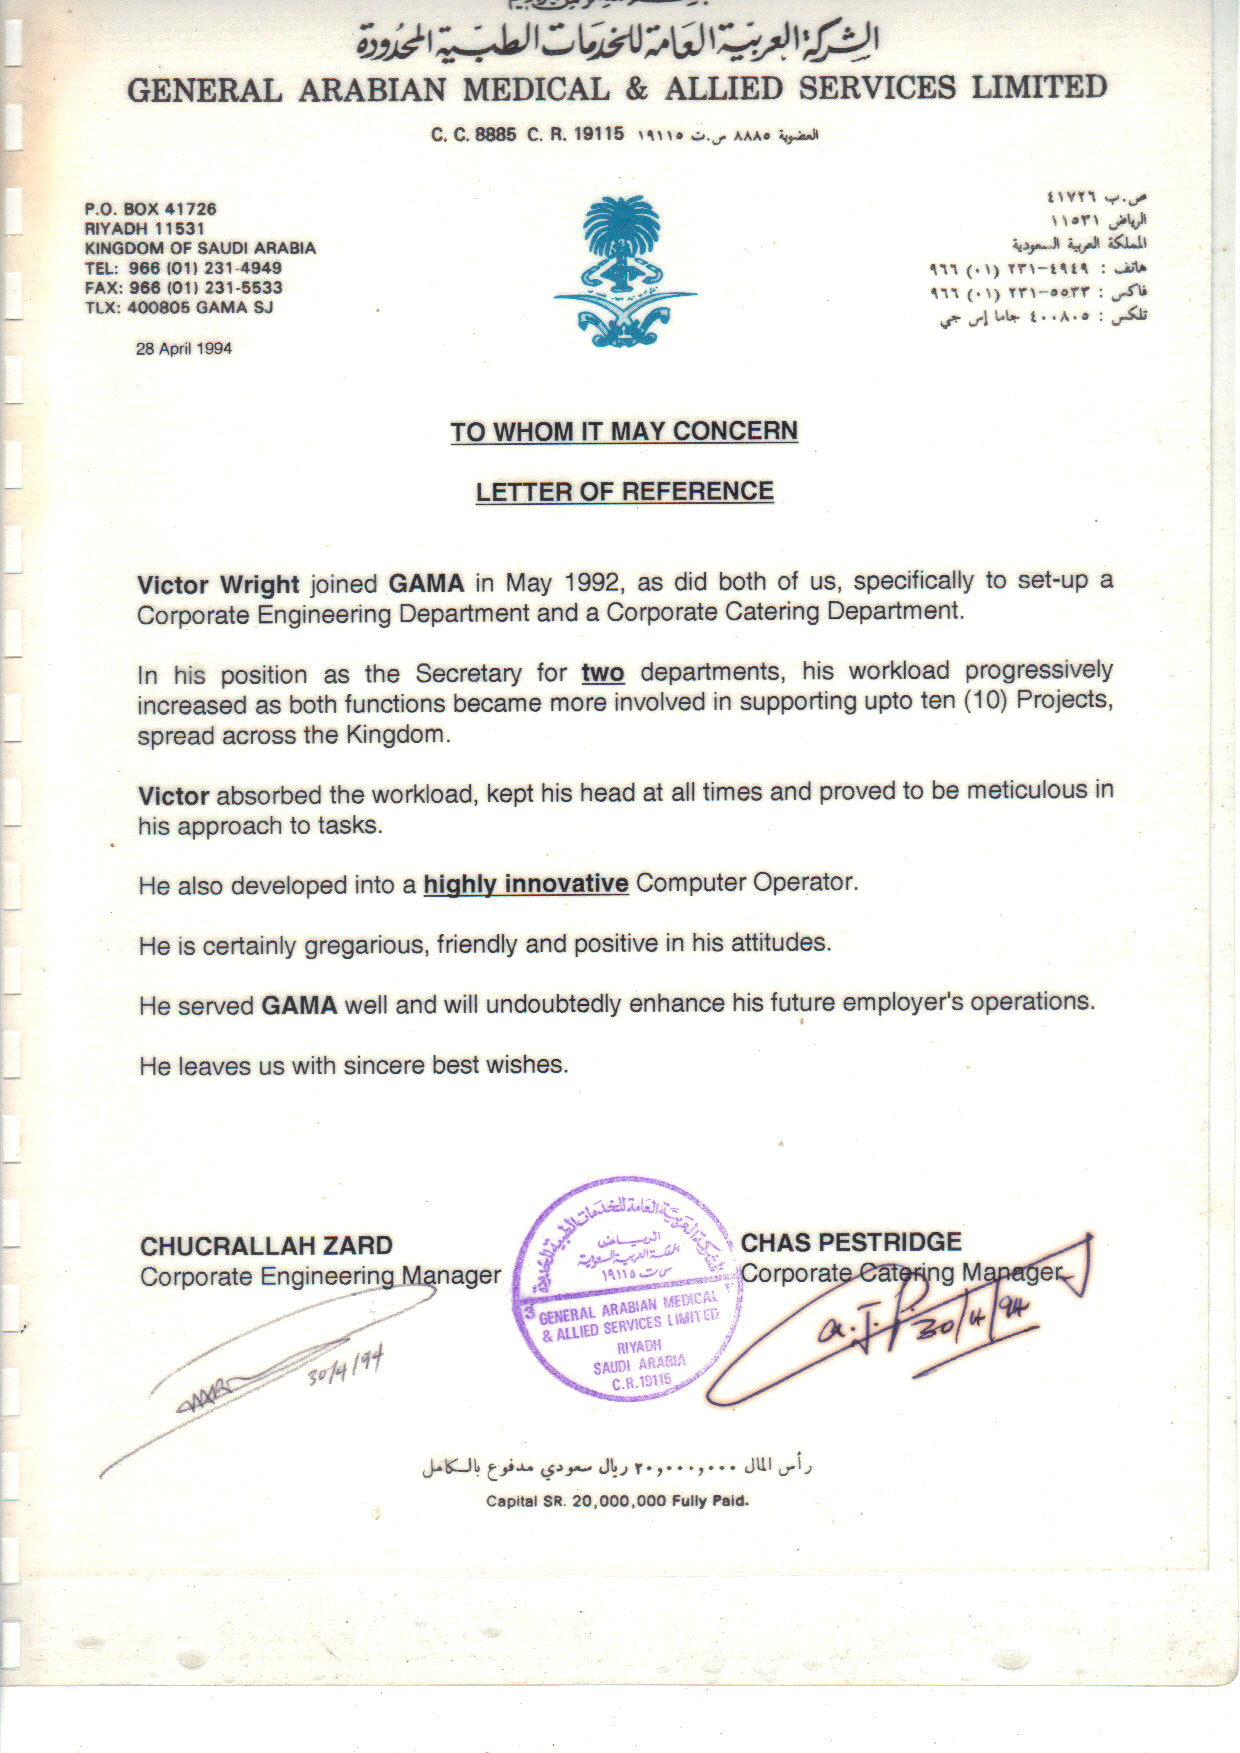 الشركة العربية العامة للخدمات الطبية المحدودة
GENERAL ARABIAN MEDICAL & ALLIED SERVICES LIMITED
C. C. 8885 C. R. 19115 العضوية ٨٨٨٥ س.ت ١٩١١٥
P.O. BOX 41726
RIYADH 11531
KINGDOM OF SAUDI ARABIA
TEL: 966 (01) 231-4949
FAX: 966 (01) 231-5533
TLX: 400805 GAMA SJ
ص.ب ٤١٧٢٦
الرياض ١١٥٣١
المملكة العربية السعودية
هاتف : ٤٩٤٩-٢٣١ (٠١) ٩٦٦
فاكس : ٥٥٣٣-٢٣١ (٠١) ٩٦٦
تلكس : ٤٠٠٨٠٥ جاما إس جي
28 April 1994
TO WHOM IT MAY CONCERN
LETTER OF REFERENCE
Victor Wright joined GAMA in May 1992, as did both of us, specifically to set-up a
Corporate Engineering Department and a Corporate Catering Department.
In his position as the Secretary for two departments, his workload progressively
increased as both functions became more involved in supporting upto ten (10) Projects,
spread across the Kingdom.
Victor absorbed the workload, kept his head at all times and proved to be meticulous in
his approach to tasks.
He also developed into a highly innovative Computer Operator.
He is certainly gregarious, friendly and positive in his attitudes.
He served GAMA well and will undoubtedly enhance his future employer's operations.
He leaves us with sincere best wishes.
CHUCRALLAH ZARD
Corporate Engineering Manager
30/4/94
الشركة العربية العامة للخدمات الطبية المحدودة
الرياض
المملكة العربية السعودية
س ت ١٩١١٥
GENERAL ARABIAN MEDICAL
& ALLIED SERVICES LIMITED
RIYADH
SAUDI ARABIA
C.R.19115
CHAS PESTRIDGE
Corporate Catering Manager
30/4/94
رأس المال ٢٠,٠٠٠,٠٠٠ ريال سعودي مدفوع بالكامل
Capital SR. 20,000,000 Fully Paid.